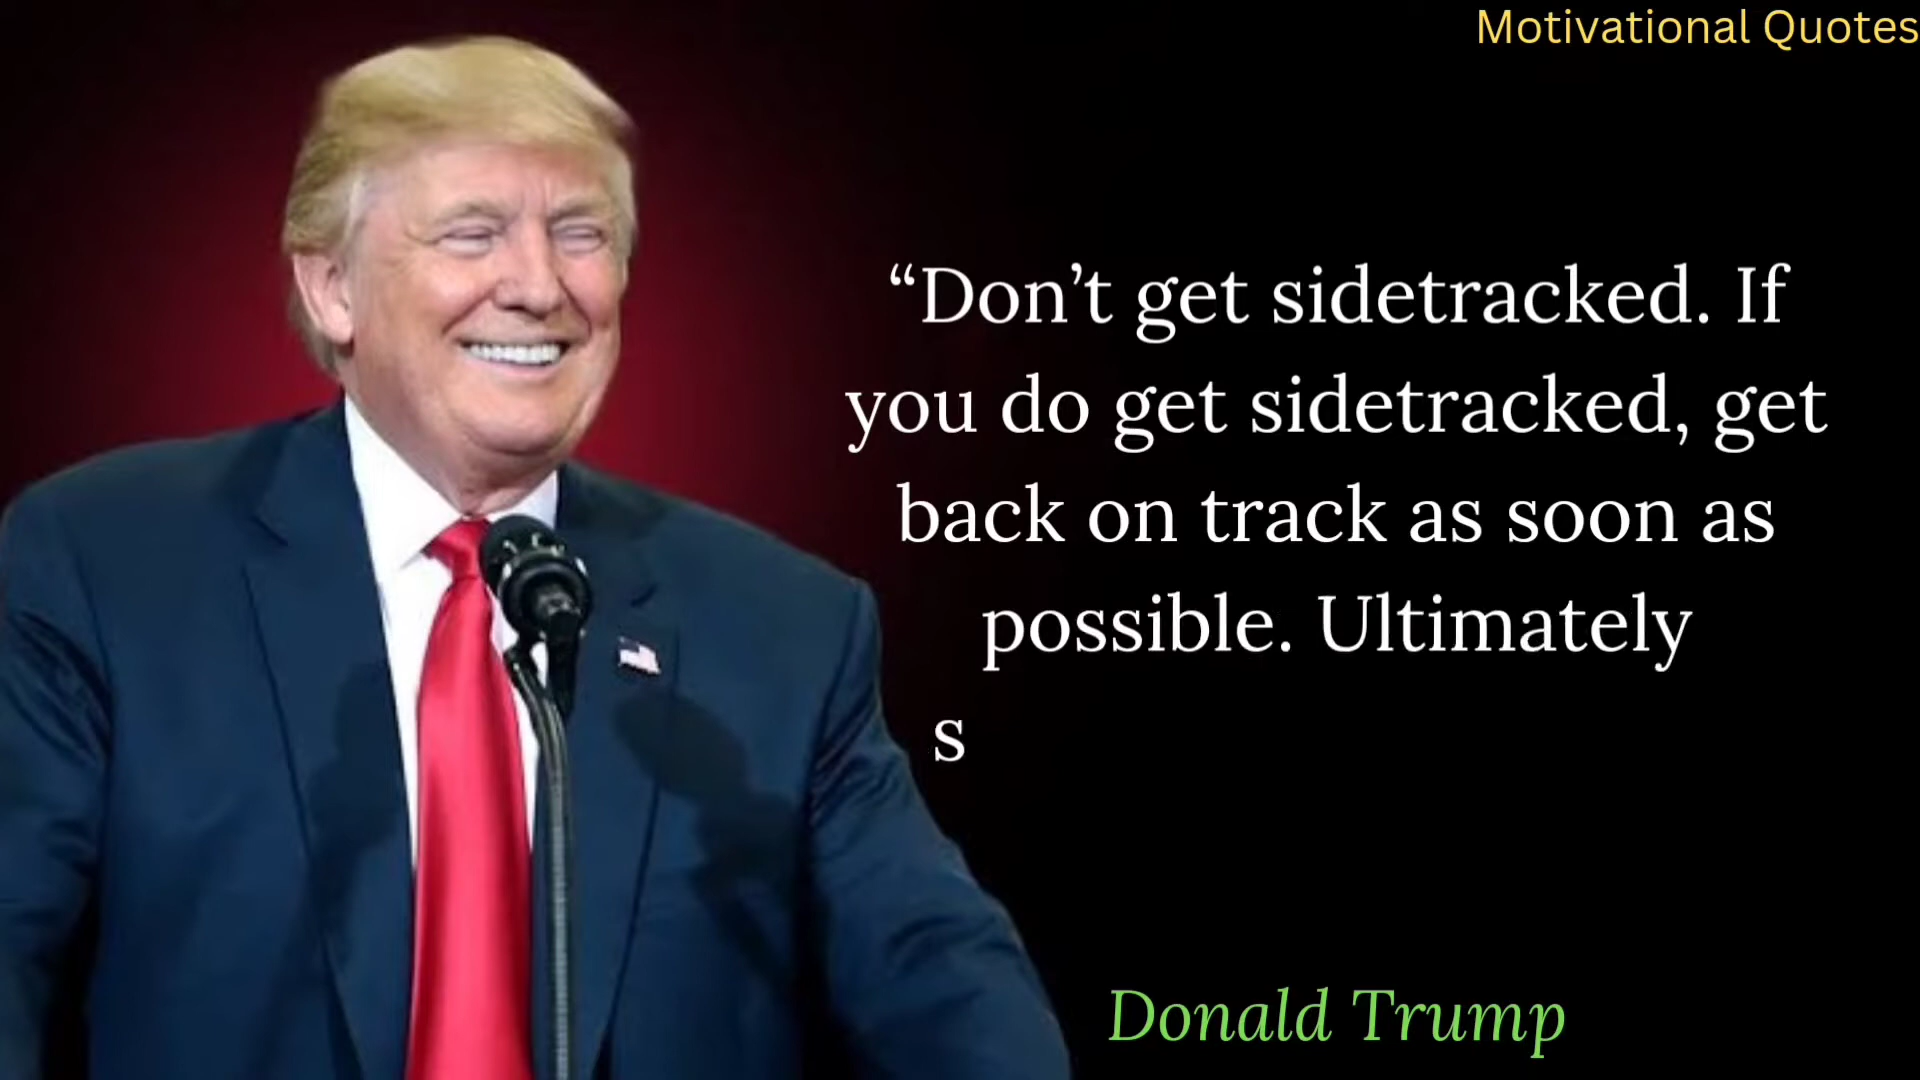 Motivational Quotes
“Don’t get sidetracked. If
you do get sidetracked, get
back on track as soon as
possible. Ultimately
s
Donald Trump